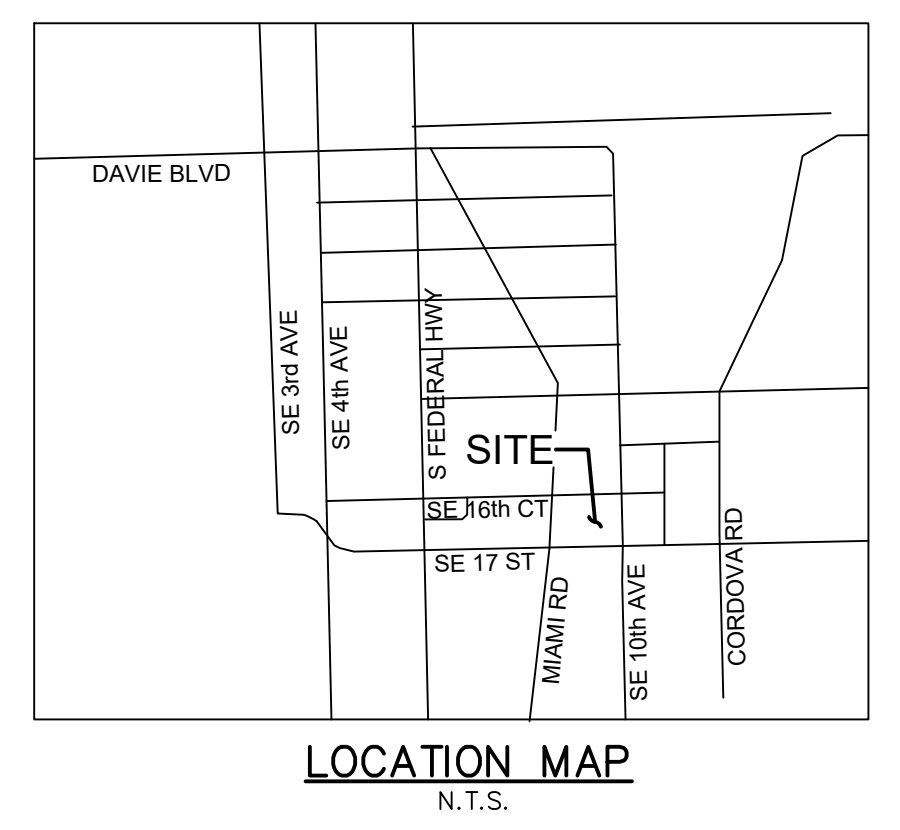 DAVIE BLVD
SE 3rd AVE
SE 4th AVE
S FEDERAL HWY
SITE
SE 16th CT
SE 17 ST
MIAMI RD
SE 10th AVE
CORDOVA RD
LOCATION MAP
N.T.S.